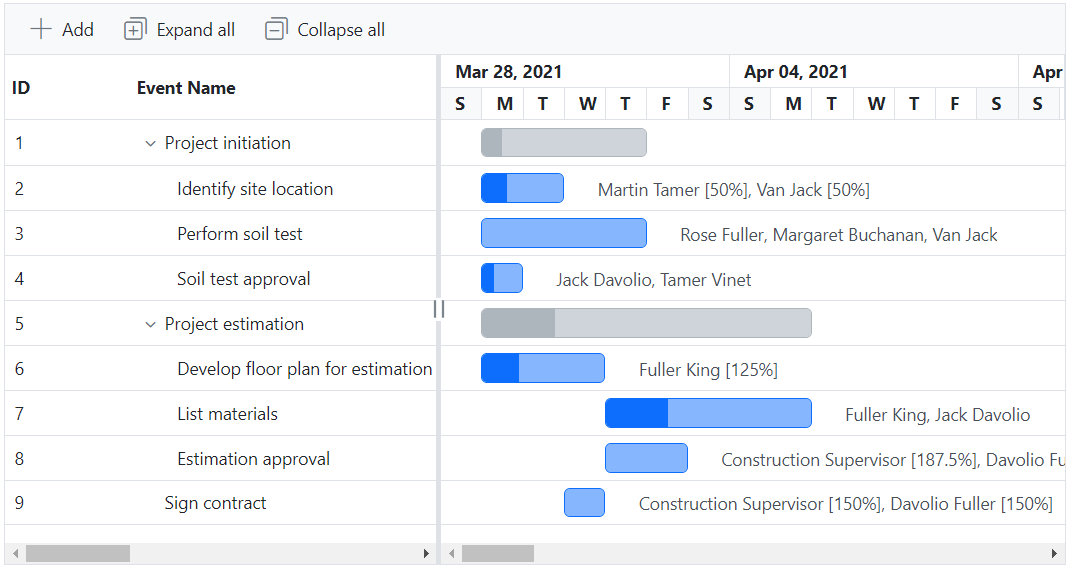 Add Expand all Collapse all
Mar 28, 2021 Apr 04, 2021 Apr
ID Event Name
S M T W T F S S M T W T F S S
1 Project initiation
2 Identify site location Martin Tamer [50%], Van Jack [50%]
3 Perform soil test Rose Fuller, Margaret Buchanan, Van Jack
4 Soil test approval Jack Davolio, Tamer Vinet
5 Project estimation
6 Develop floor plan for estimation Fuller King [125%]
7 List materials Fuller King, Jack Davolio
8 Estimation approval Construction Supervisor [187.5%], Davolio Fu
9 Sign contract Construction Supervisor [150%], Davolio Fuller [150%]